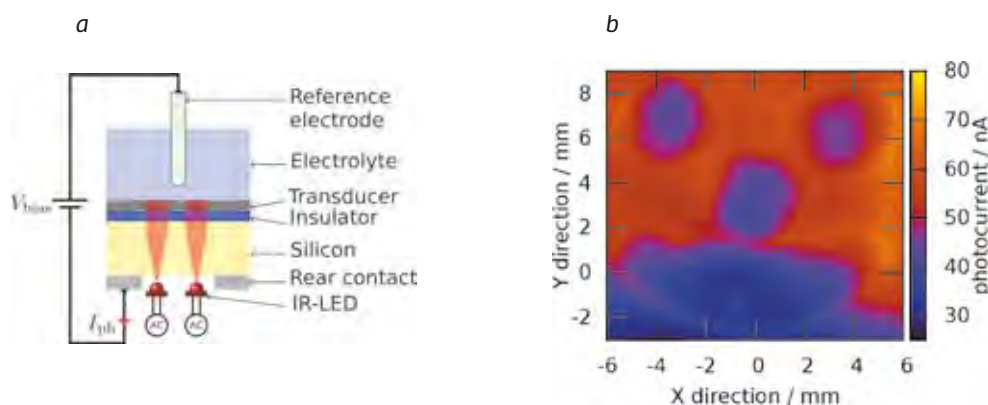 a
Reference
electrode
Electrolyte
Transducer
Insulator
Silicon
Rear contact
IR-LED
V_bias
I_ph
AC AC
b
8
6
4
2
0
-2
Y direction / mm
-6 -4 -2 0 2 4 6
X direction / mm
80
70
60
50
40
30
photocurrent / nA